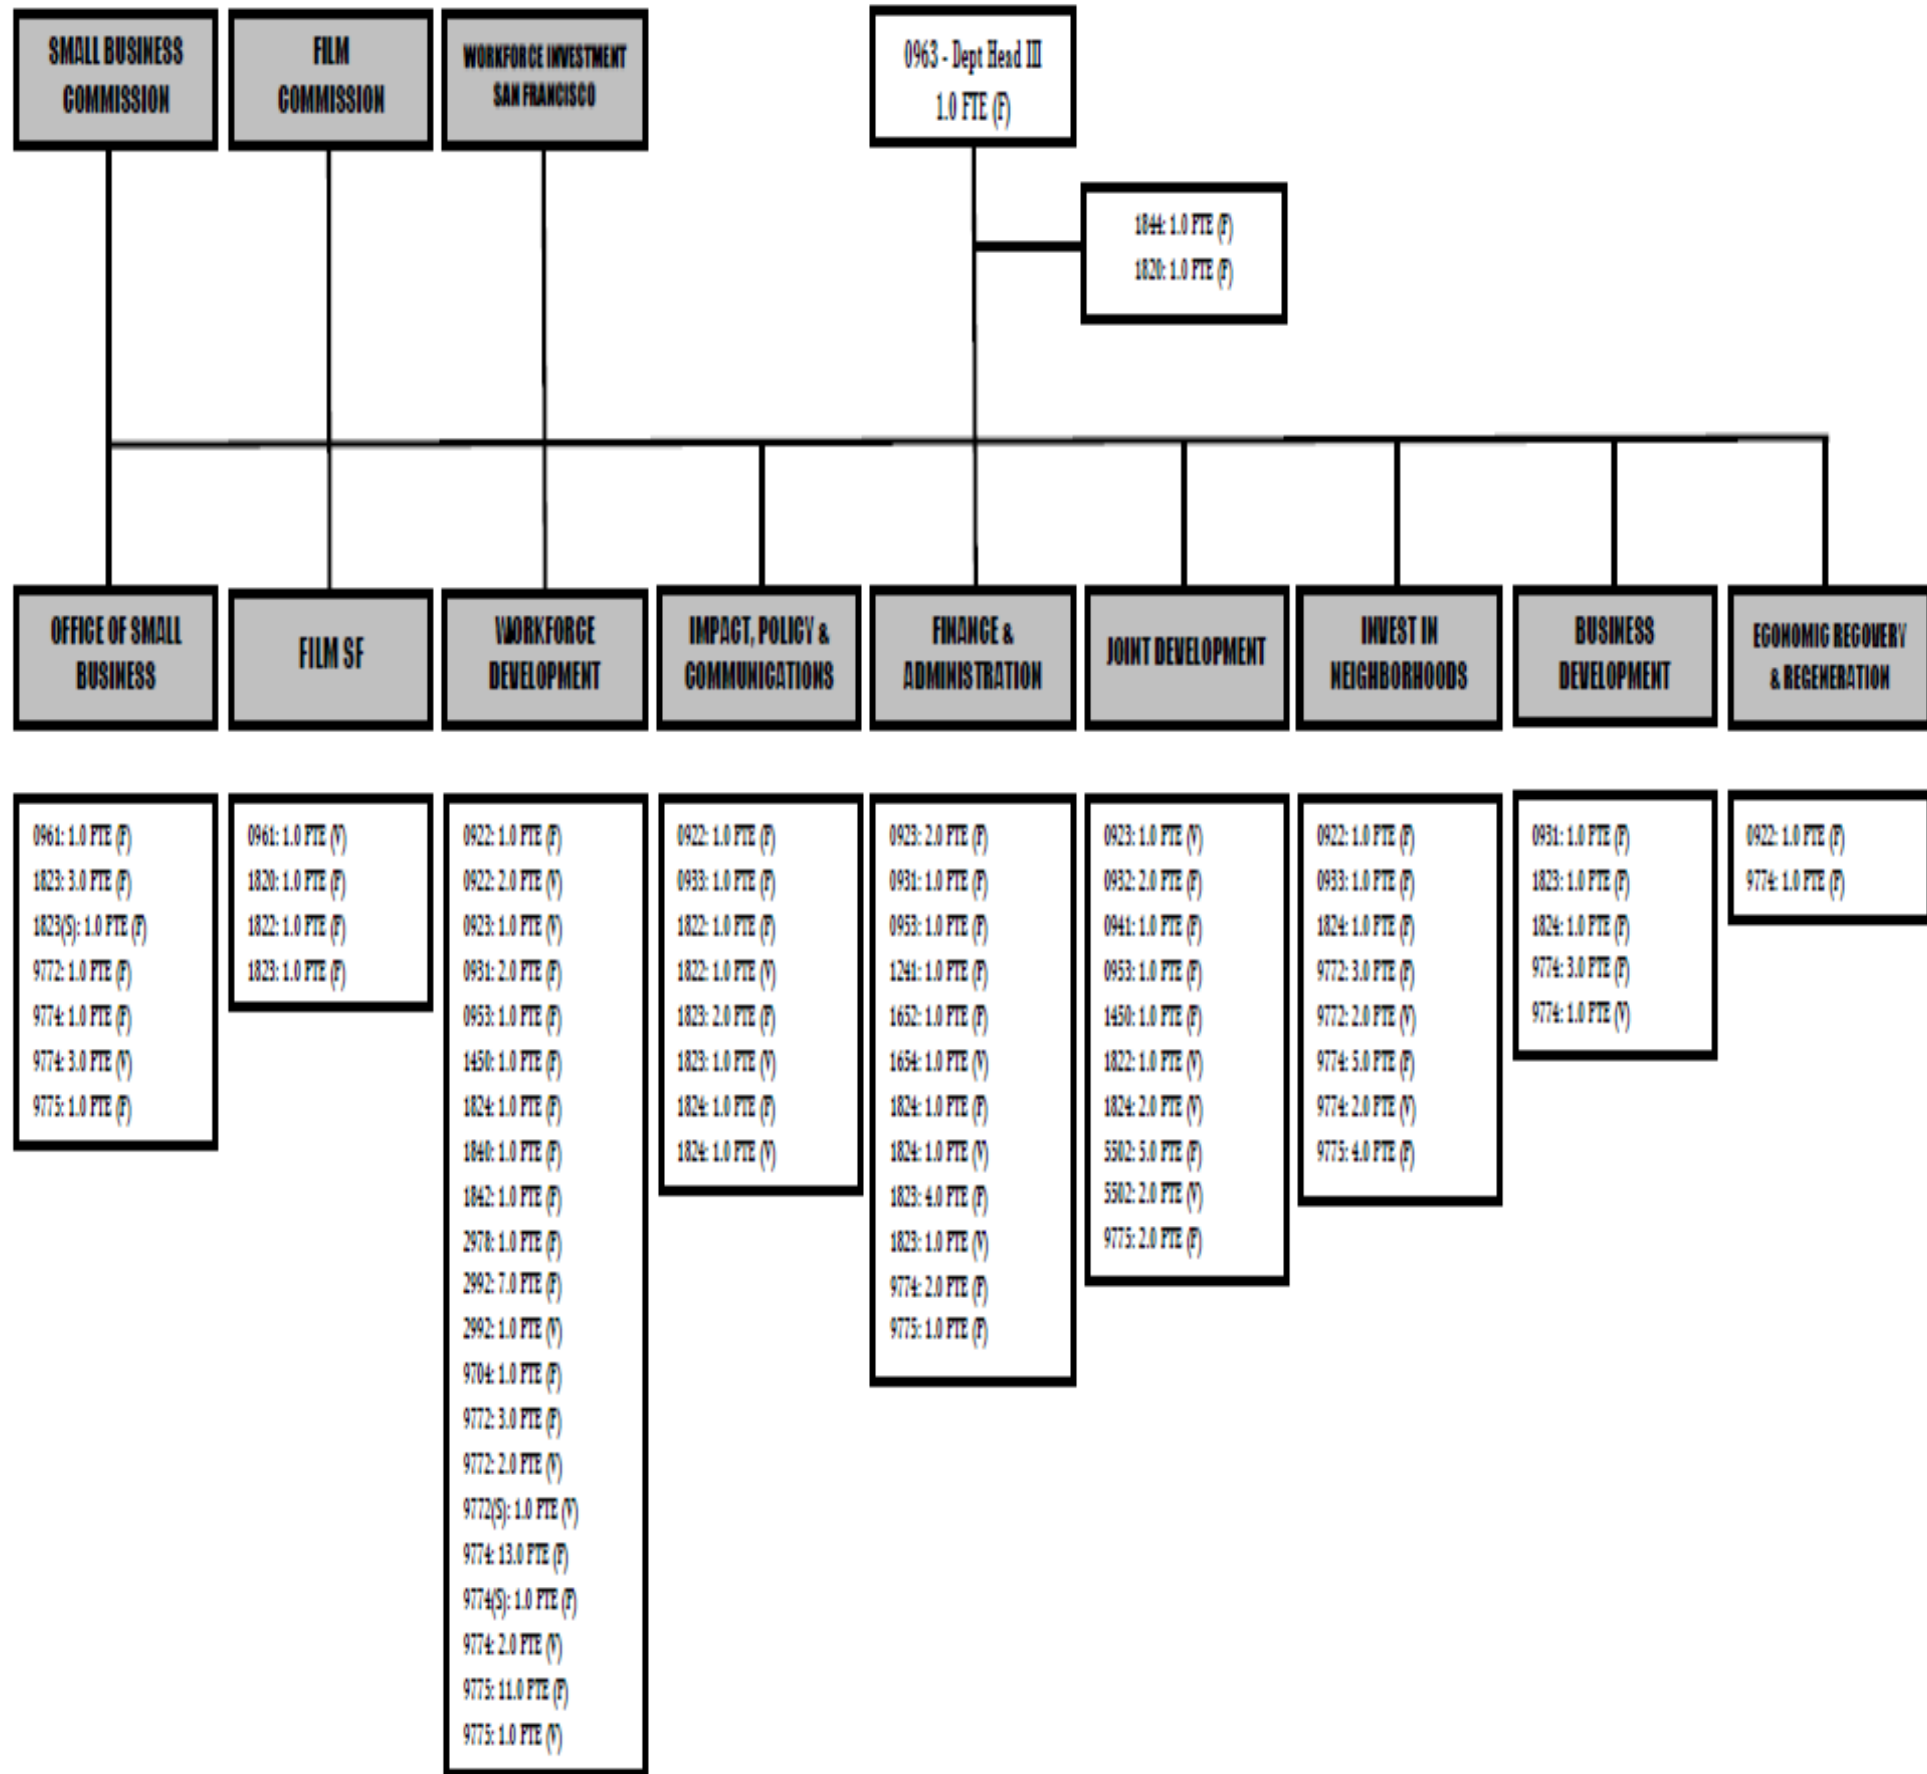 SMALL BUSINESS
COMMISSION
FILM
COMMISSION
WORKFORCE INVESTMENT
SAN FRANCISCO
0963 - Dept Head III
1.0 FTE (F)
1844: 1.0 FTE (F)
1820: 1.0 FTE (F)
OFFICE OF SMALL
BUSINESS
FILM SF
WORKFORCE
DEVELOPMENT
IMPACT, POLICY &
COMMUNICATIONS
FINANCE &
ADMINISTRATION
JOINT DEVELOPMENT
INVEST IN
NEIGHBORHOODS
BUSINESS
DEVELOPMENT
ECONOMIC RECOVERY
& REGENERATION
0961: 1.0 FTE (F)
1823: 3.0 FTE (F)
1823(S): 1.0 FTE (F)
9772: 1.0 FTE (F)
9774: 1.0 FTE (F)
9774: 3.0 FTE (V)
9775: 1.0 FTE (F)
0961: 1.0 FTE (V)
1820: 1.0 FTE (F)
1822: 1.0 FTE (F)
1823: 1.0 FTE (F)
0922: 1.0 FTE (F)
0922: 2.0 FTE (V)
0923: 1.0 FTE (V)
0931: 2.0 FTE (F)
0953: 1.0 FTE (F)
1450: 1.0 FTE (F)
1824: 1.0 FTE (F)
1840: 1.0 FTE (F)
1842: 1.0 FTE (F)
2978: 1.0 FTE (F)
2992: 7.0 FTE (F)
2992: 1.0 FTE (V)
9704: 1.0 FTE (F)
9772: 3.0 FTE (F)
9772: 2.0 FTE (V)
9772(S): 1.0 FTE (V)
9774: 13.0 FTE (F)
9774(S): 1.0 FTE (F)
9774: 2.0 FTE (V)
9775: 11.0 FTE (F)
9775: 1.0 FTE (V)
0922: 1.0 FTE (F)
0933: 1.0 FTE (F)
1822: 1.0 FTE (F)
1822: 1.0 FTE (V)
1823: 2.0 FTE (F)
1823: 1.0 FTE (V)
1824: 1.0 FTE (F)
1824: 1.0 FTE (V)
0923: 2.0 FTE (F)
0931: 1.0 FTE (F)
0953: 1.0 FTE (F)
1241: 1.0 FTE (F)
1652: 1.0 FTE (F)
1654: 1.0 FTE (V)
1824: 1.0 FTE (F)
1824: 1.0 FTE (V)
1823: 4.0 FTE (F)
1823: 1.0 FTE (V)
9774: 2.0 FTE (F)
9775: 1.0 FTE (F)
0923: 1.0 FTE (V)
0932: 2.0 FTE (F)
0941: 1.0 FTE (F)
0953: 1.0 FTE (F)
1450: 1.0 FTE (F)
1822: 1.0 FTE (V)
1824: 2.0 FTE (V)
5502: 5.0 FTE (F)
5502: 2.0 FTE (V)
9775: 2.0 FTE (F)
0922: 1.0 FTE (F)
0933: 1.0 FTE (F)
1824: 1.0 FTE (F)
9772: 3.0 FTE (F)
9772: 2.0 FTE (V)
9774: 5.0 FTE (F)
9774: 2.0 FTE (V)
9775: 4.0 FTE (F)
0931: 1.0 FTE (F)
1823: 1.0 FTE (F)
1824: 1.0 FTE (F)
9774: 3.0 FTE (F)
9774: 1.0 FTE (V)
0922: 1.0 FTE (F)
9774: 1.0 FTE (F)